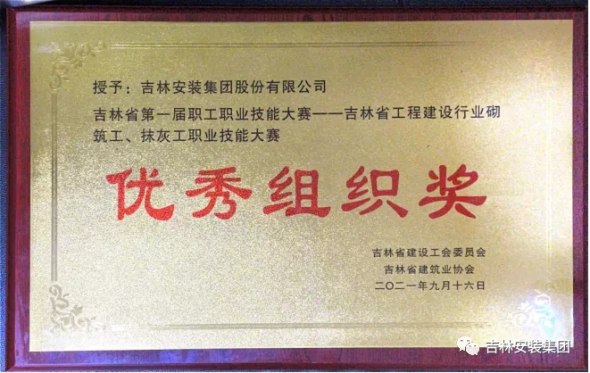 授予：吉林安装集团股份有限公司
吉林省第一届职工职业技能大赛——吉林省工程建设行业砌
筑工、抹灰工职业技能大赛
优秀组织奖
吉林省建设工会委员会
吉林省建筑业协会
二〇二一年九月十六日
吉林安装集团